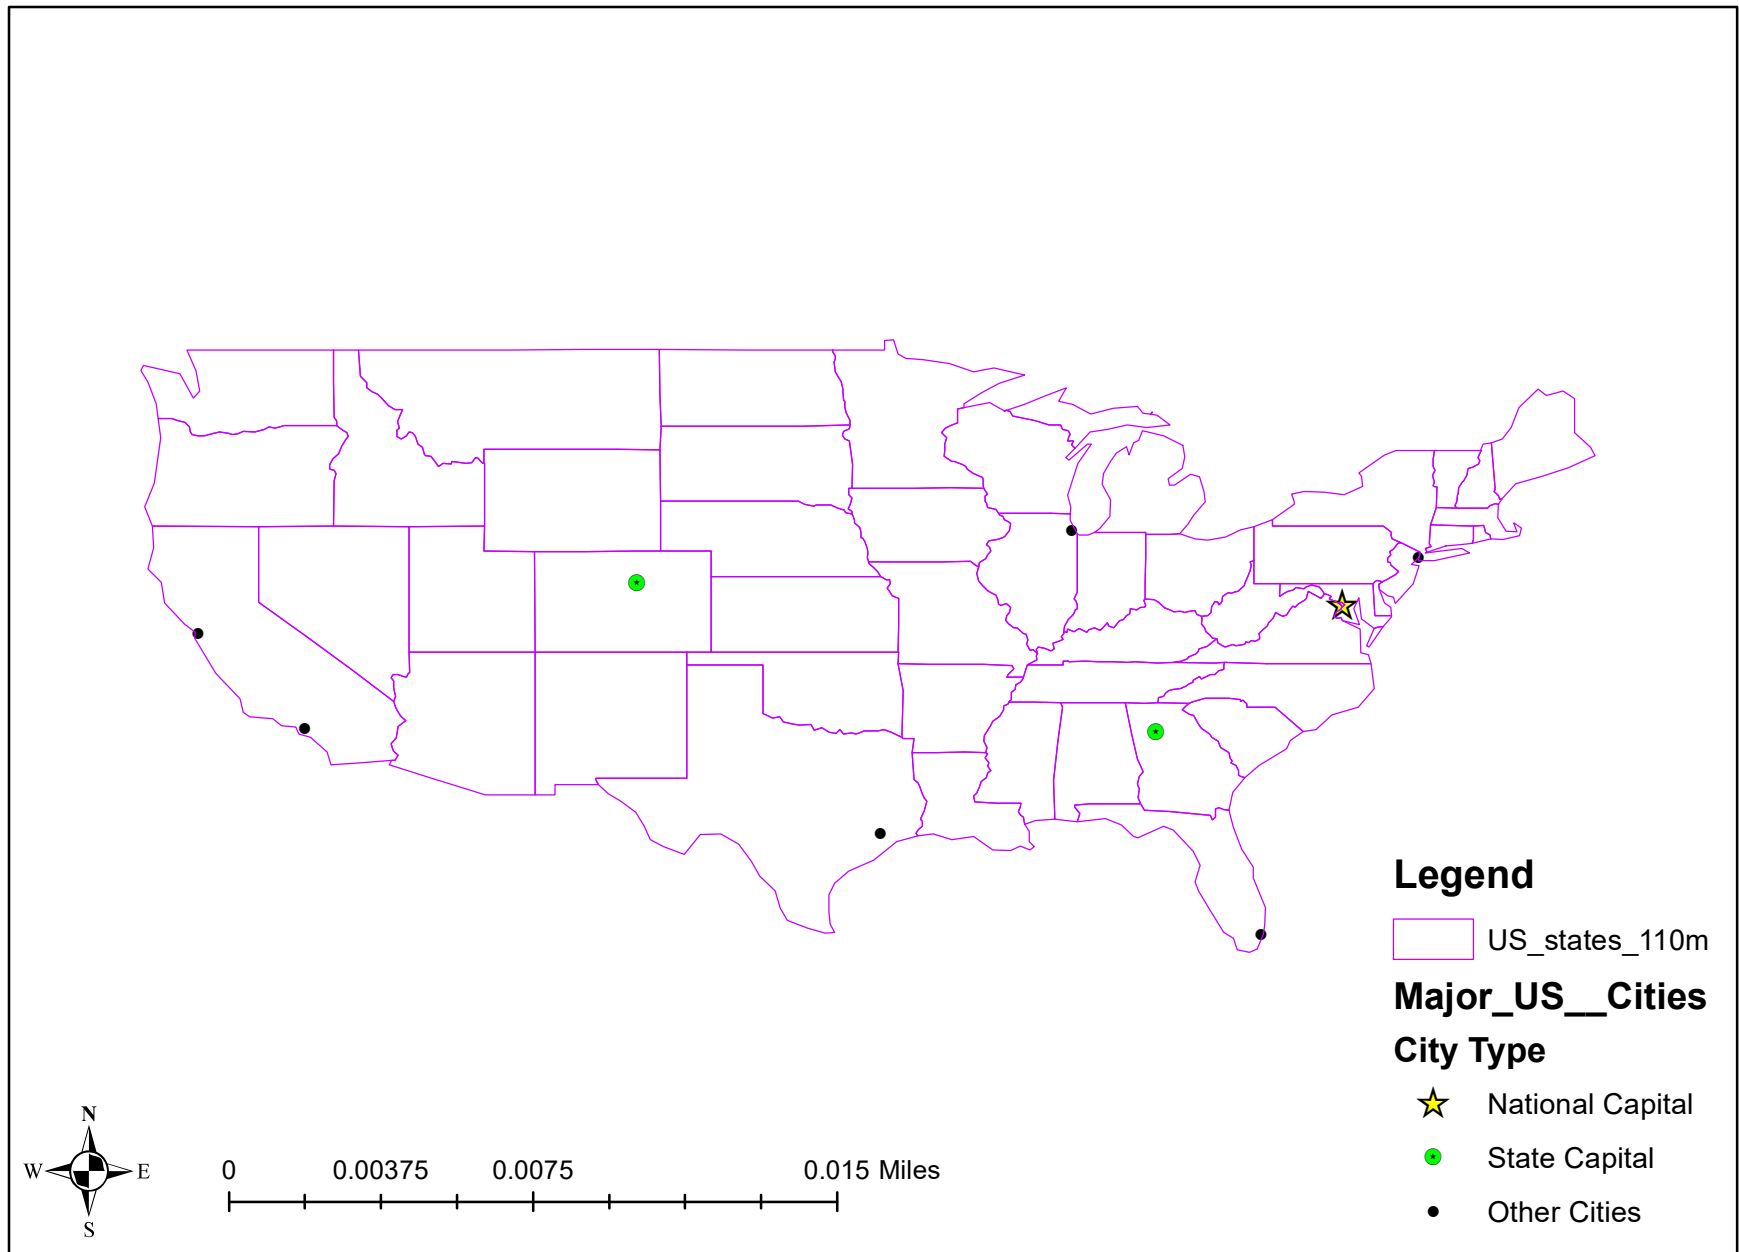 Legend
US_states_110m
Major_US__Cities
City Type
National Capital
State Capital
Other Cities
N
W E
S
0 0.00375 0.0075 0.015 Miles